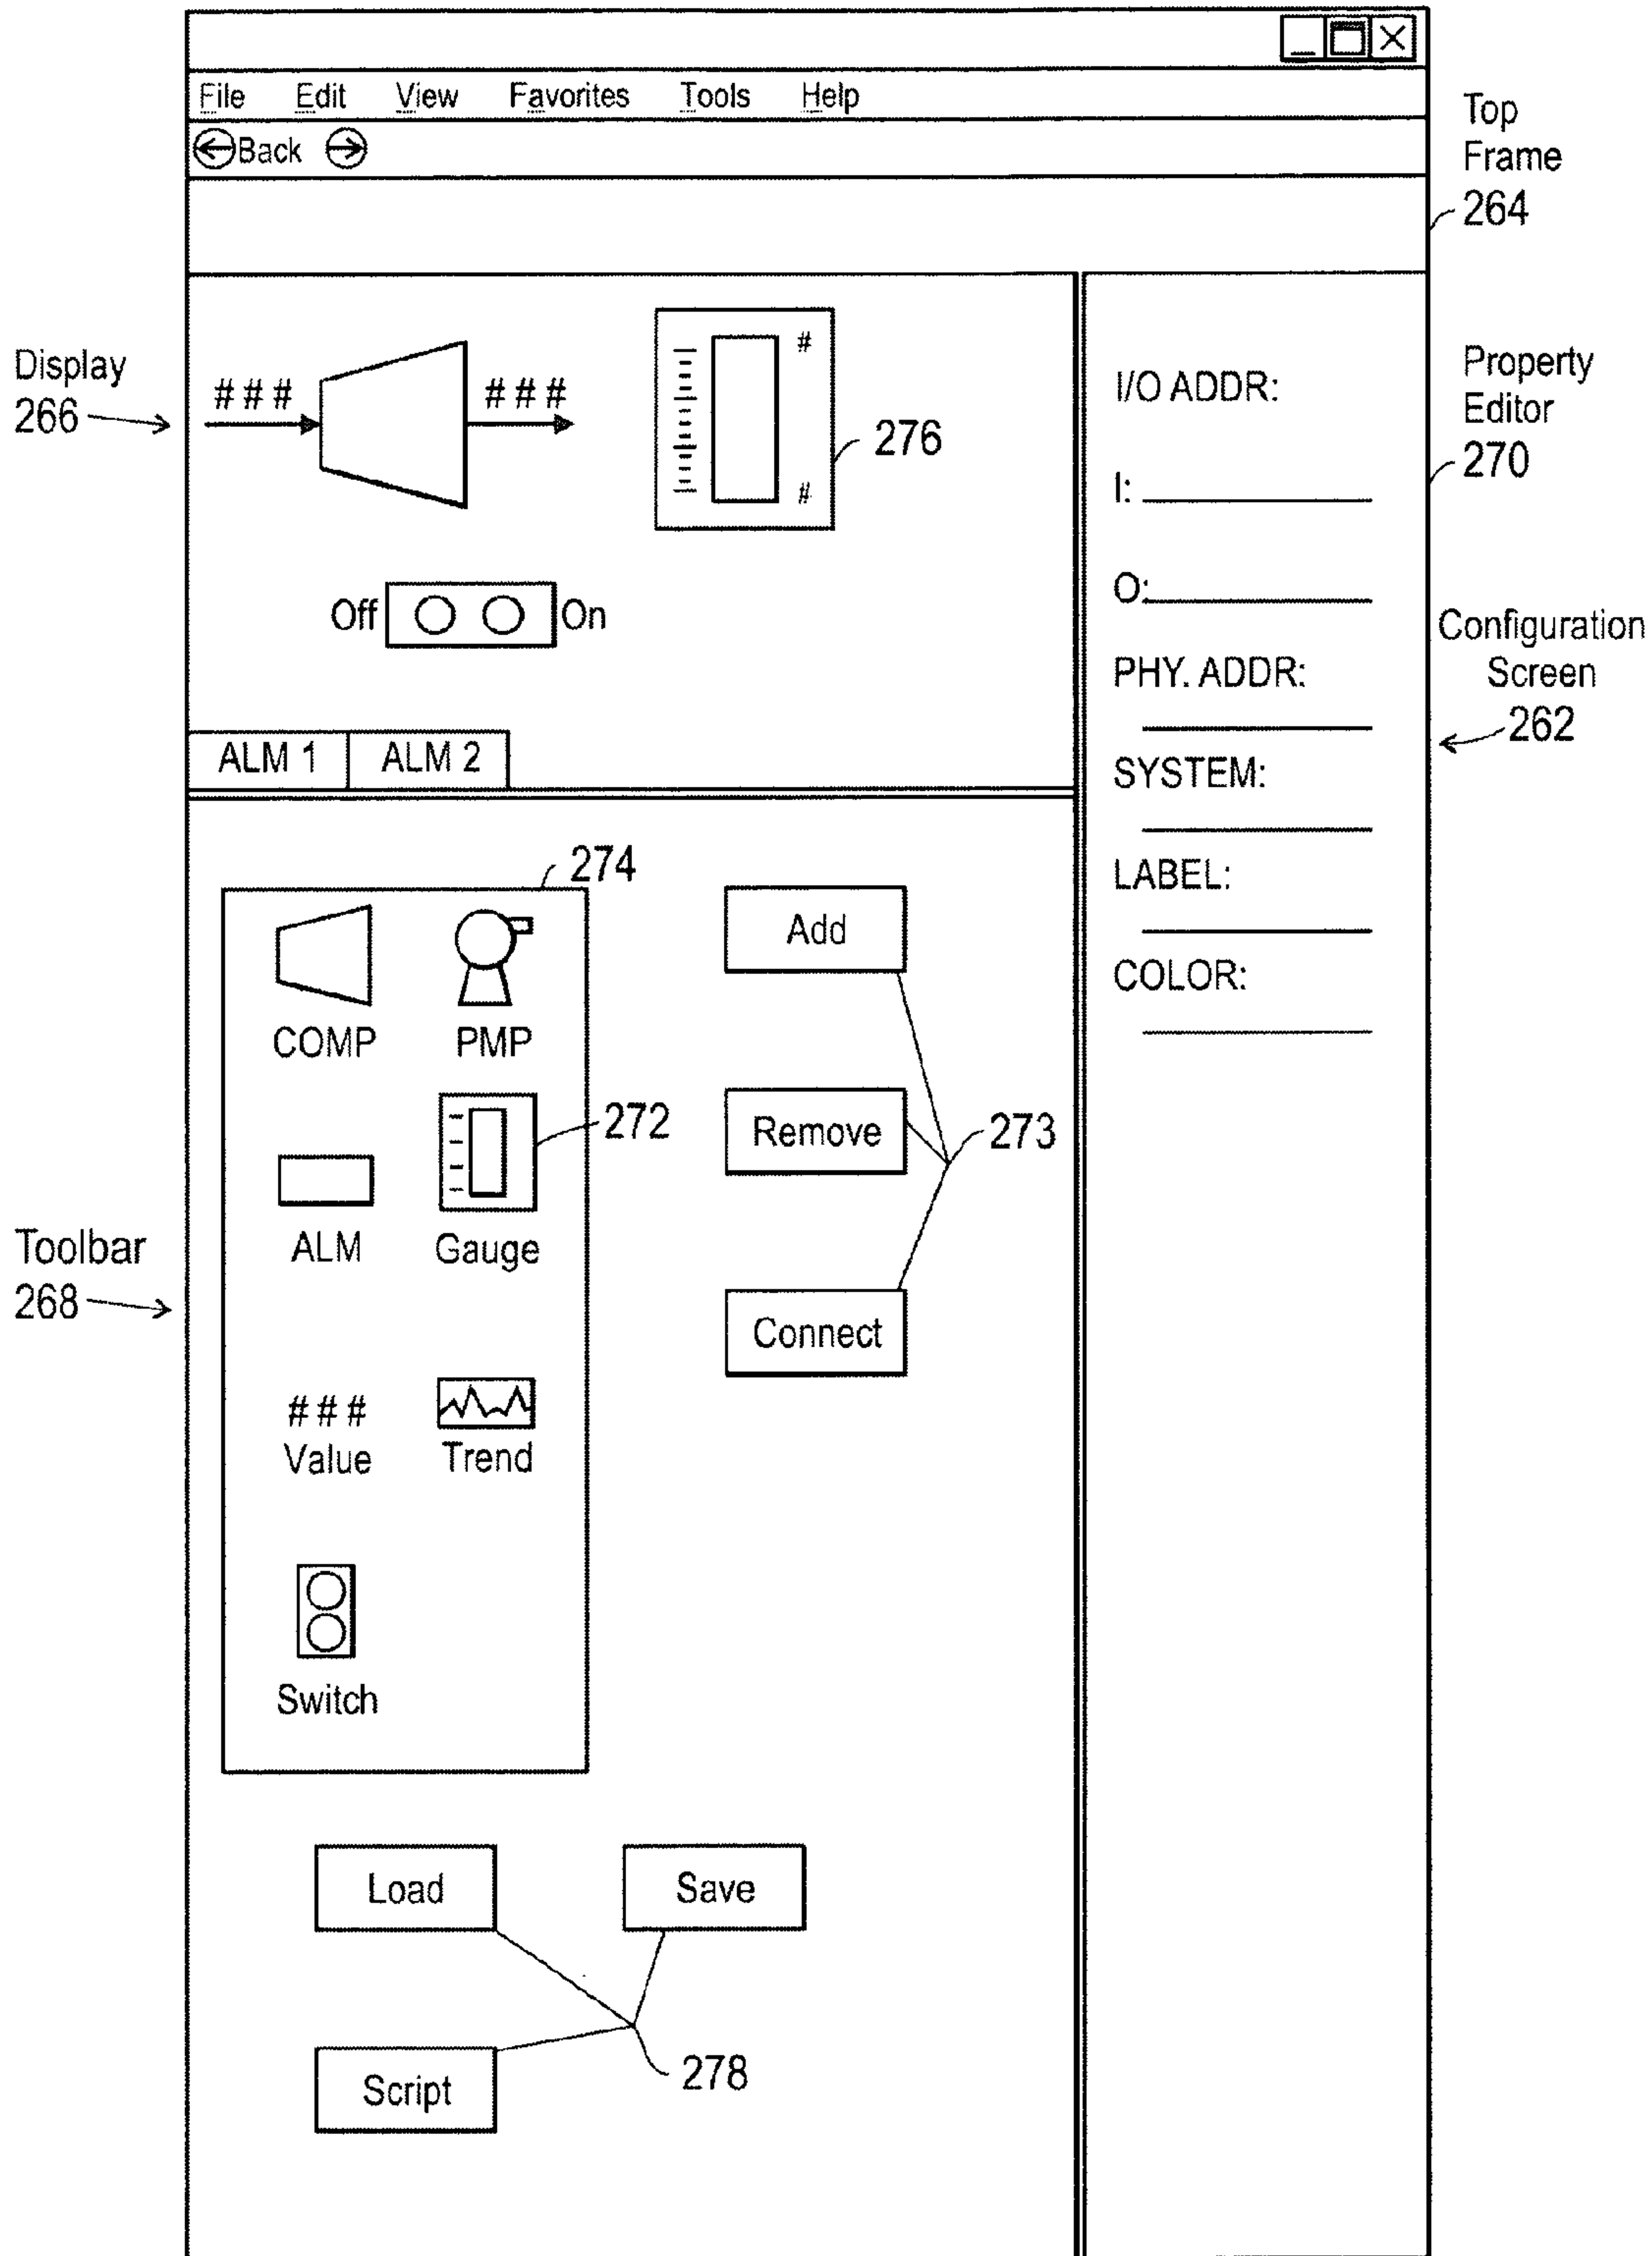 File Edit View Favorites Tools Help
Back
Top
Frame
264
Display
266
### ###
#
#
276
Off On
ALM 1 ALM 2
I/O ADDR:
I:
O:
PHY. ADDR:
SYSTEM:
LABEL:
COLOR:
Property
Editor
270
Configuration
Screen
262
Toolbar
268
274
COMP PMP
ALM Gauge
272
###
Value Trend
Switch
Add
Remove
Connect
273
Load Save
Script
278